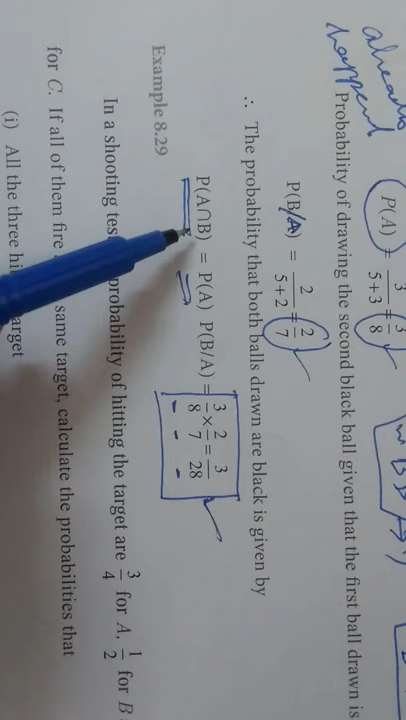 already
happend
P(A) = 3/(5+3) = 3/8
Probability of drawing the second black ball given that the first ball drawn is
P(B/A) = 2/(5+2) = 2/7
∴ The probability that both balls drawn are black is given by
P(A∩B) = P(A) P(B/A) = 3/8 × 2/7 = 3/28
Example 8.29
In a shooting test probability of hitting the target are 3/4 for A, 1/2 for B
for C. If all of them fire same target, calculate the probabilities that
(i) All the three hi target